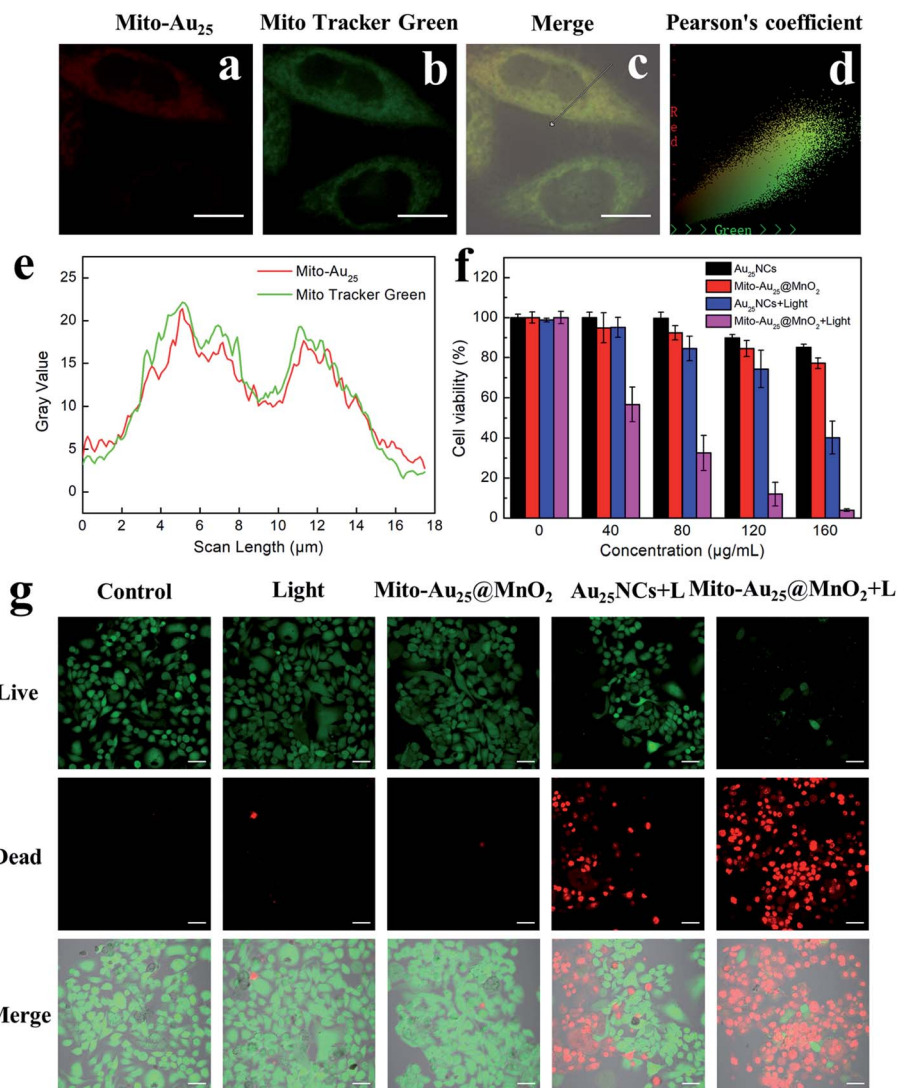 Mito-Au25 Mito Tracker Green Merge Pearson's coefficient
a b c d
Red
> > > Green > > >
e
Mito-Au25
Mito Tracker Green
25
20
15
10
5
0
Gray Value
0 2 4 6 8 10 12 14 16 18
Scan Length (μm)
f
Au25NCs
Mito-Au25@MnO2
Au25NCs+Light
Mito-Au25@MnO2+Light
120
100
80
60
40
20
0
Cell viability (%)
0 40 80 120 160
Concentration (μg/mL)
g
Control Light Mito-Au25@MnO2 Au25NCs+L Mito-Au25@MnO2+L
Live
Dead
Merge